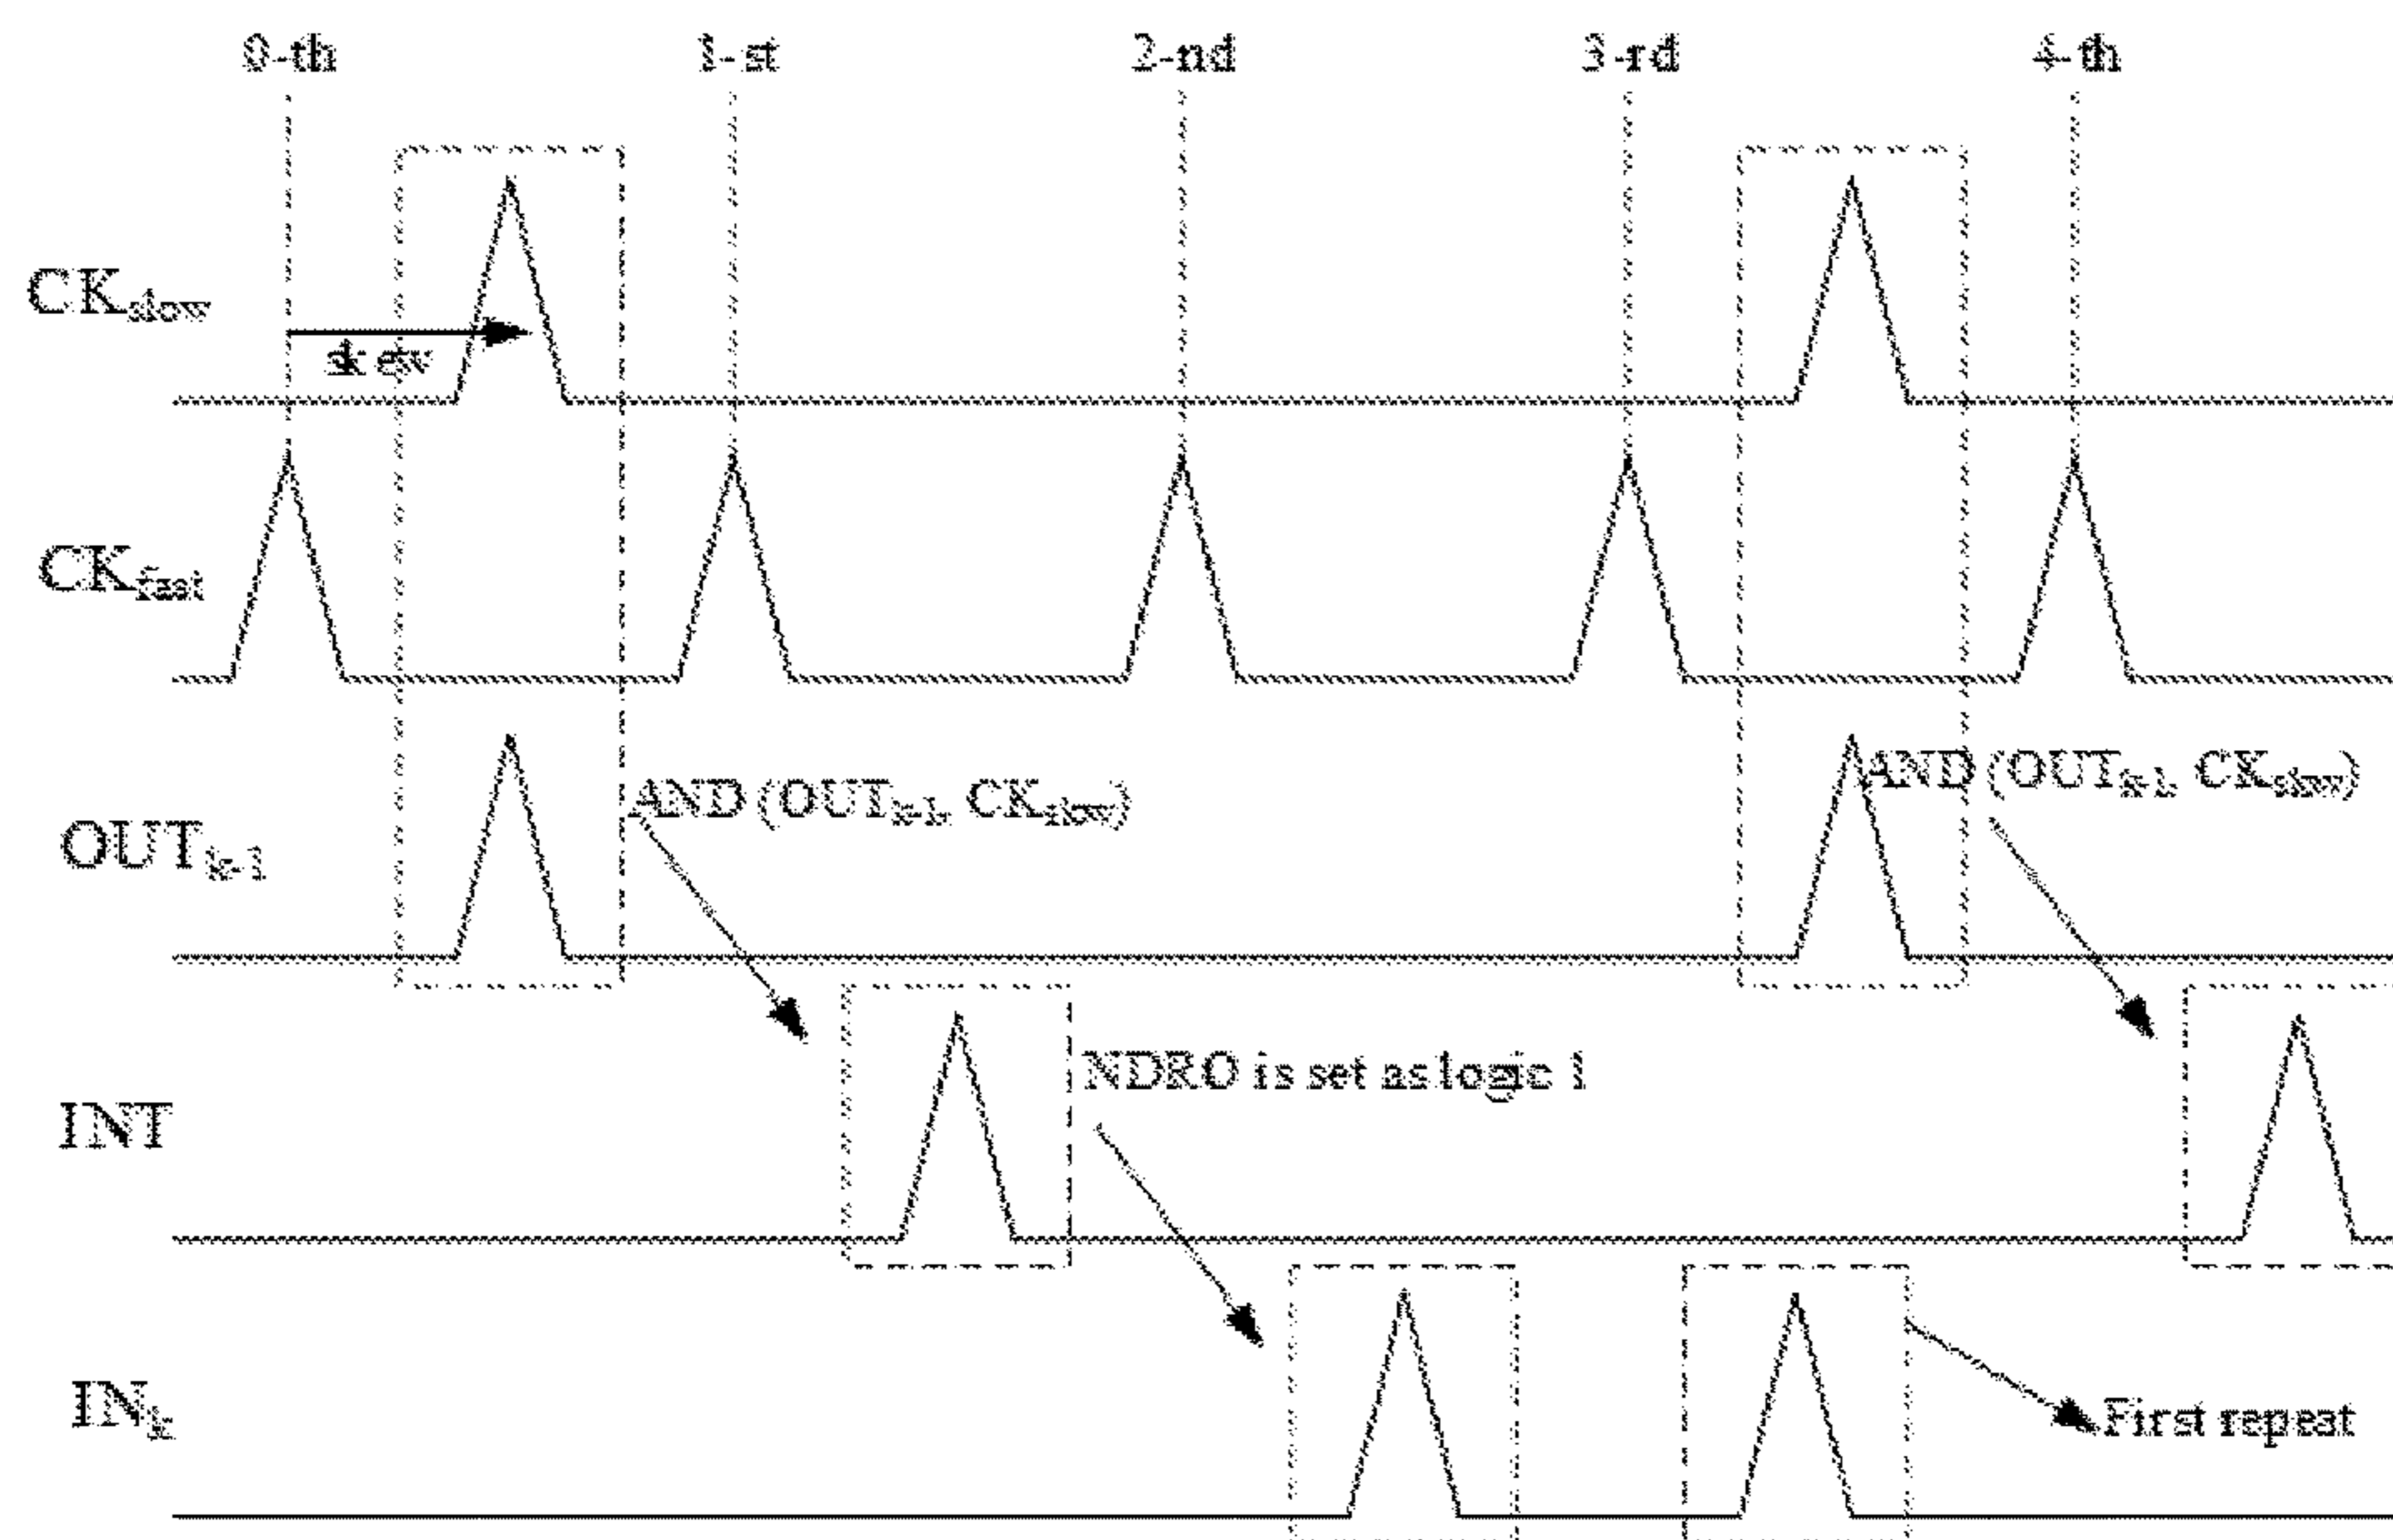 0-th 1-st 2-nd 3-rd 4-th
CKslow
skew
CKfast
AND (OUTk-1, CKslow)
AND (OUTk-1, CKslow)
OUTk-1
NDRO is set as logic 1
INT
INk
First repeat